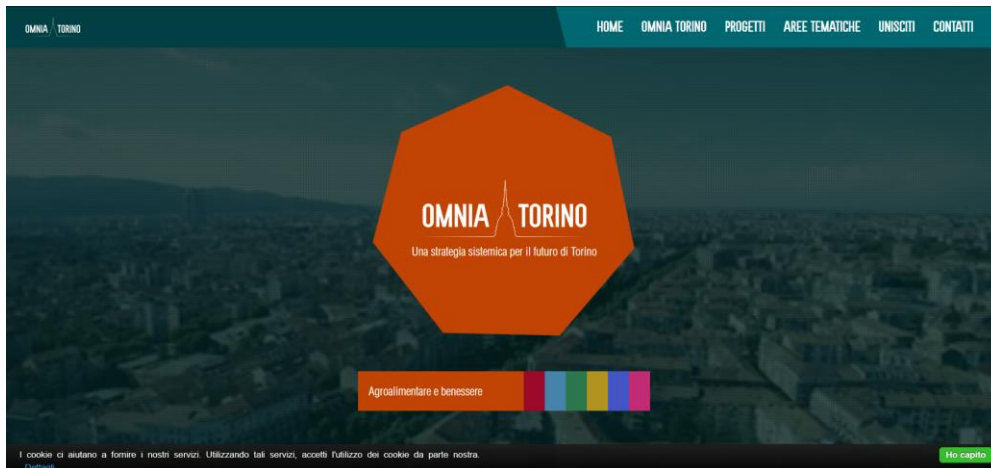 OMNIA TORINO
HOME OMNIA TORINO PROGETTI AREE TEMATICHE UNISCITI CONTATTI
OMNIA TORINO
Una strategia sistemica per il futuro di Torino
Agroalimentare e benessere
I cookie ci aiutano a fornire i nostri servizi. Utilizzando tali servizi, accetti l'utilizzo dei cookie da parte nostra.
Ho capito
Dettagli